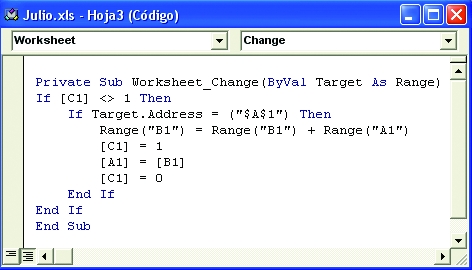 Julio.xls - Hoja3 (Código)
Worksheet Change
Private Sub Worksheet_Change(ByVal Target As Range)
If [C1] <> 1 Then
If Target.Address = ("$A$1") Then
Range("B1") = Range("B1") + Range("A1")
[C1] = 1
[A1] = [B1]
[C1] = 0
End If
End If
End Sub